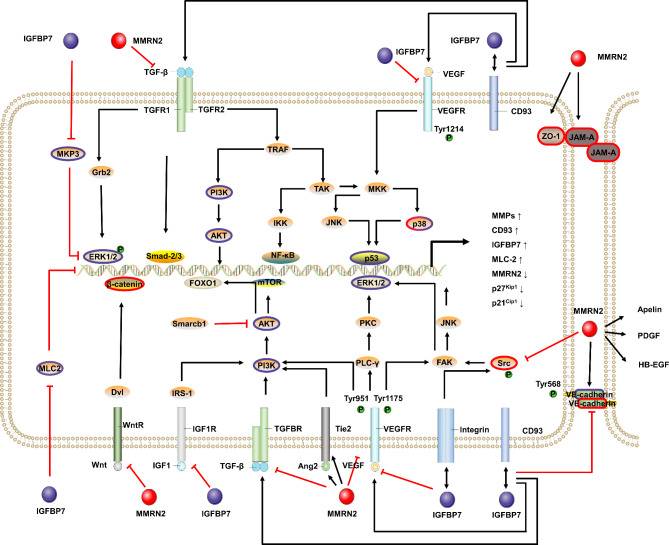 IGFBP7
MMRN2
IGFBP7
IGFBP7
MMRN2
TGF-β
VEGF
TGFR1
TGFR2
VEGFR
CD93
Tyr1214
P
ZO-1
JAM-A
JAM-A
MKP3
Grb2
TRAF
PI3K
TAK
MKK
AKT
IKK
JNK
p38
ERK1/2
P
Smad-2/3
NF-κB
p53
β-catenin
FOXO1
mTOR
ERK1/2
MMPs ↑
CD93 ↑
IGFBP7 ↑
MLC-2 ↑
MMRN2 ↓
p27Kip1 ↓
p21Cip1 ↓
Smarcb1
AKT
PKC
JNK
MMRN2
Apelin
PDGF
HB-EGF
MLC2
PI3K
PLC-γ
FAK
Src
P
Dvl
IRS-1
Tyr951
P
Tyr1175
P
Tyr568
P
VE-cadherin
VE-cadherin
WntR
IGF1R
TGFBR
Tie2
VEGFR
Integrin
CD93
Wnt
IGF1
TGF-β
Ang2
VEGF
IGFBP7
MMRN2
IGFBP7
MMRN2
IGFBP7
IGFBP7